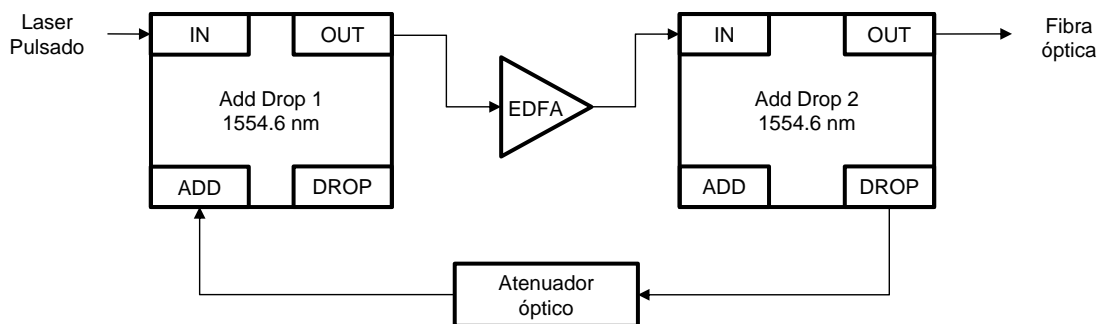 Laser
Pulsado
IN
OUT
Add Drop 1
1554.6 nm
ADD
DROP
EDFA
IN
OUT
Add Drop 2
1554.6 nm
ADD
DROP
Fibra
óptica
Atenuador
óptico